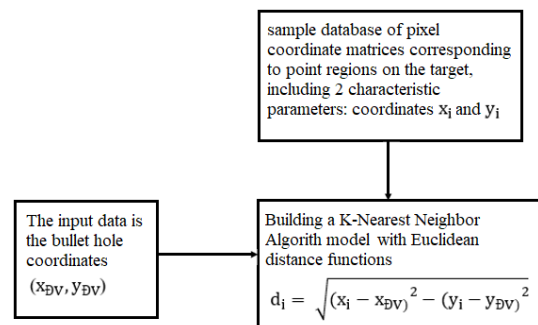 sample database of pixel
coordinate matrices corresponding
to point regions on the target,
including 2 characteristic
parameters: coordinates xᵢ and yᵢ
The input data is
the bullet hole
coordinates
(x_ĐV, y_ĐV)
Building a K-Nearest Neighbor
Algorith model with Euclidean
distance functions
dᵢ = √((xᵢ − x_ĐV)² − (yᵢ − y_ĐV)²)